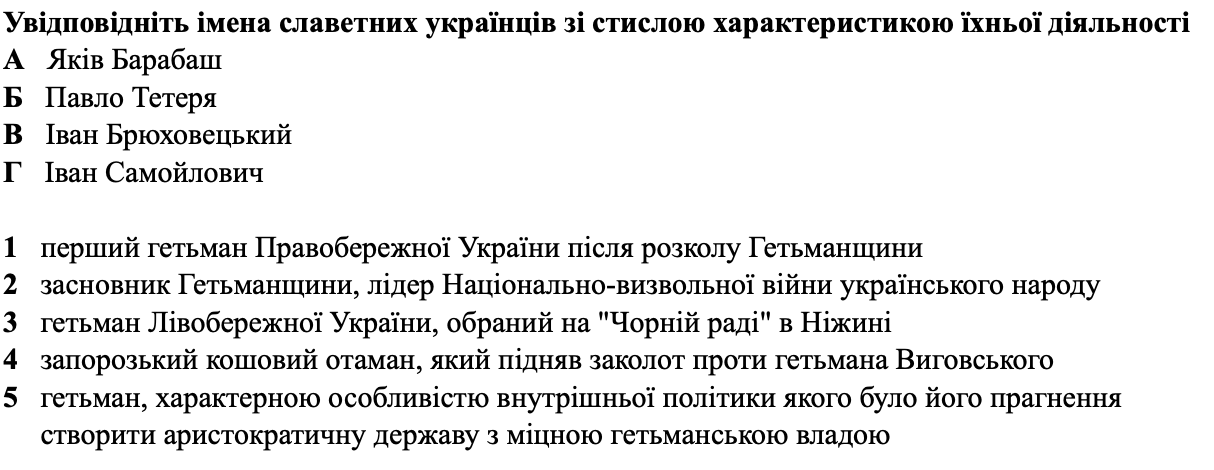 Увідповідніть імена славетних українців зі стислою характеристикою їхньої діяльності
А Яків Барабаш
Б Павло Тетеря
В Іван Брюховецький
Г Іван Самойлович
1 перший гетьман Правобережної України після розколу Гетьманщини
2 засновник Гетьманщини, лідер Національно-визвольної війни українського народу
3 гетьман Лівобережної України, обраний на "Чорній раді" в Ніжині
4 запорозький кошовий отаман, який підняв заколот проти гетьмана Виговського
5 гетьман, характерною особливістю внутрішньої політики якого було його прагнення
створити аристократичну державу з міцною гетьманською владою